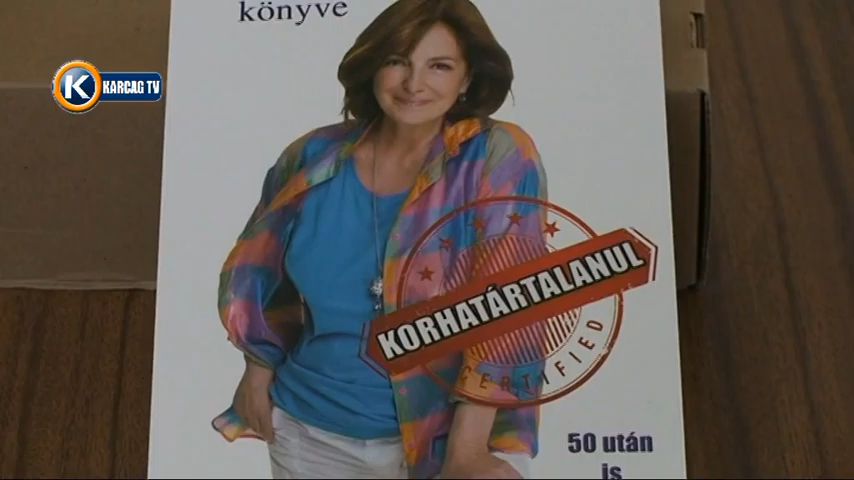 könyve
K KARCAG TV
KORHATÁRTALANUL
CERTIFIED
50 után
is